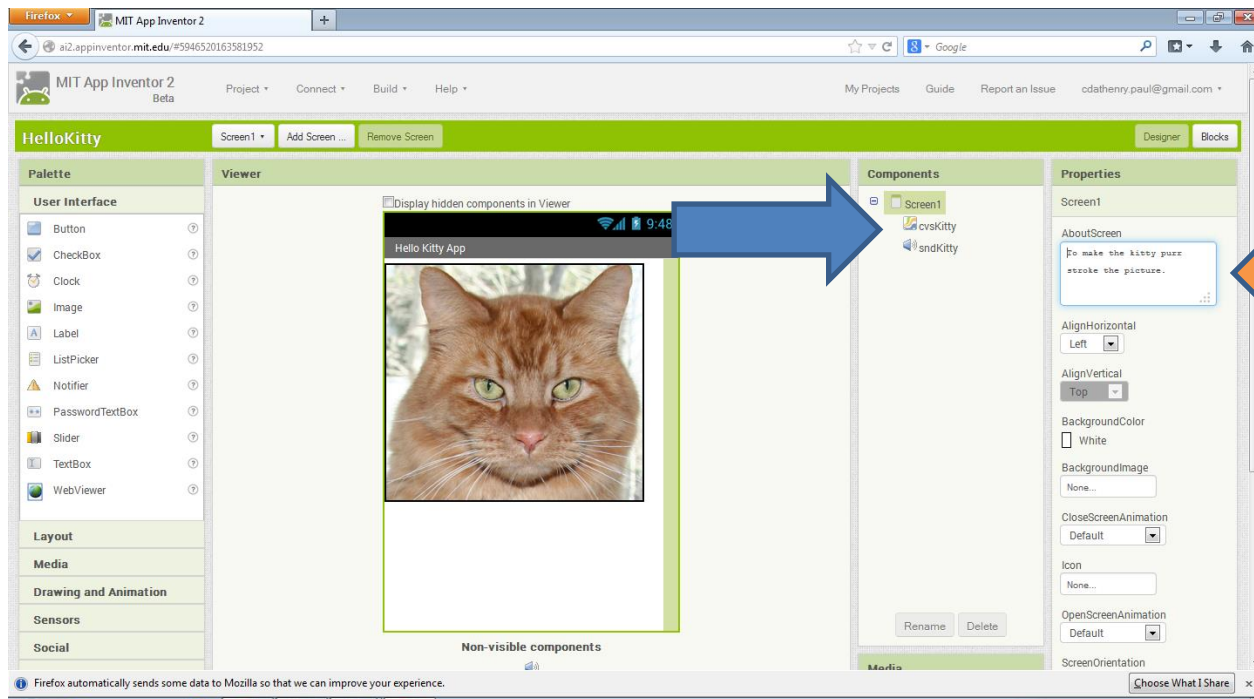 Firefox
MIT App Inventor 2
ai2.appinventor.mit.edu/#5946520163581952
Google
MIT App Inventor 2
Beta
Project Connect Build Help
My Projects Guide Report an Issue cdathenry.paul@gmail.com
HelloKitty
Screen1 Add Screen ... Remove Screen
Designer Blocks
Palette
User Interface
Button
CheckBox
Clock
Image
Label
ListPicker
Notifier
PasswordTextBox
Slider
TextBox
WebViewer
Layout
Media
Drawing and Animation
Sensors
Social
Viewer
Display hidden components in Viewer
9:48
Hello Kitty App
Non-visible components
Components
Screen1
cvsKitty
sndKitty
Rename Delete
Media
Properties
Screen1
AboutScreen
To make the kitty purr
stroke the picture.
AlignHorizontal
Left
AlignVertical
Top
BackgroundColor
White
BackgroundImage
None...
CloseScreenAnimation
Default
Icon
None...
OpenScreenAnimation
Default
ScreenOrientation
Firefox automatically sends some data to Mozilla so that we can improve your experience.
Choose What I Share